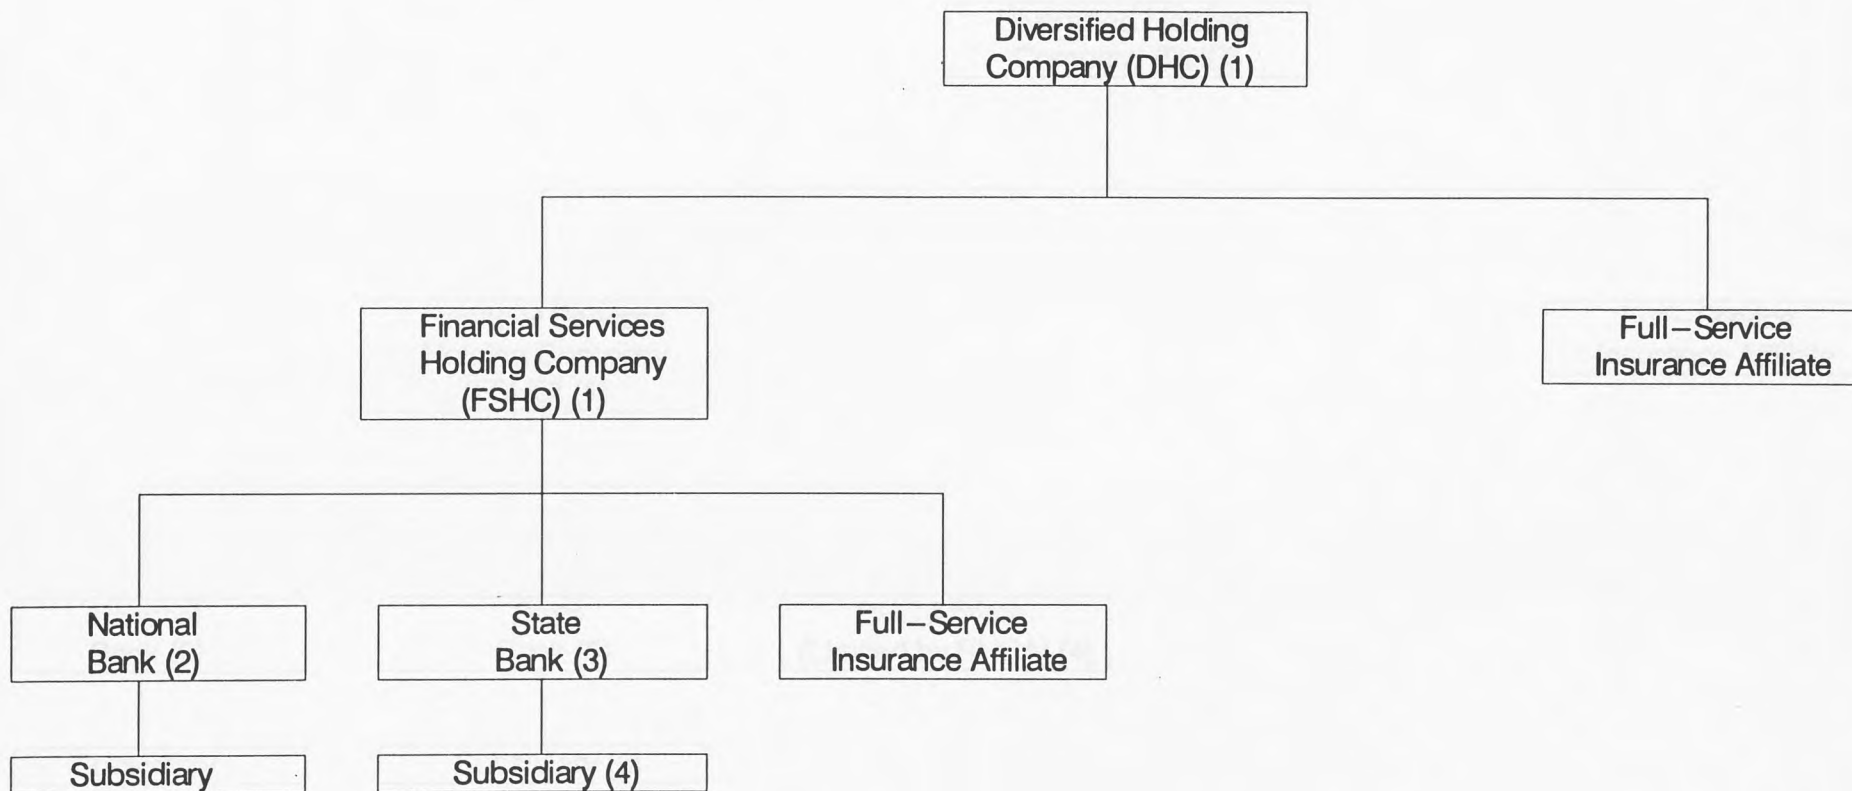 Diversified Holding
Company (DHC) (1)
Financial Services
Holding Company
(FSHC) (1)
Full–Service
Insurance Affiliate
National
Bank (2)
State
Bank (3)
Full–Service
Insurance Affiliate
Subsidiary
Subsidiary (4)